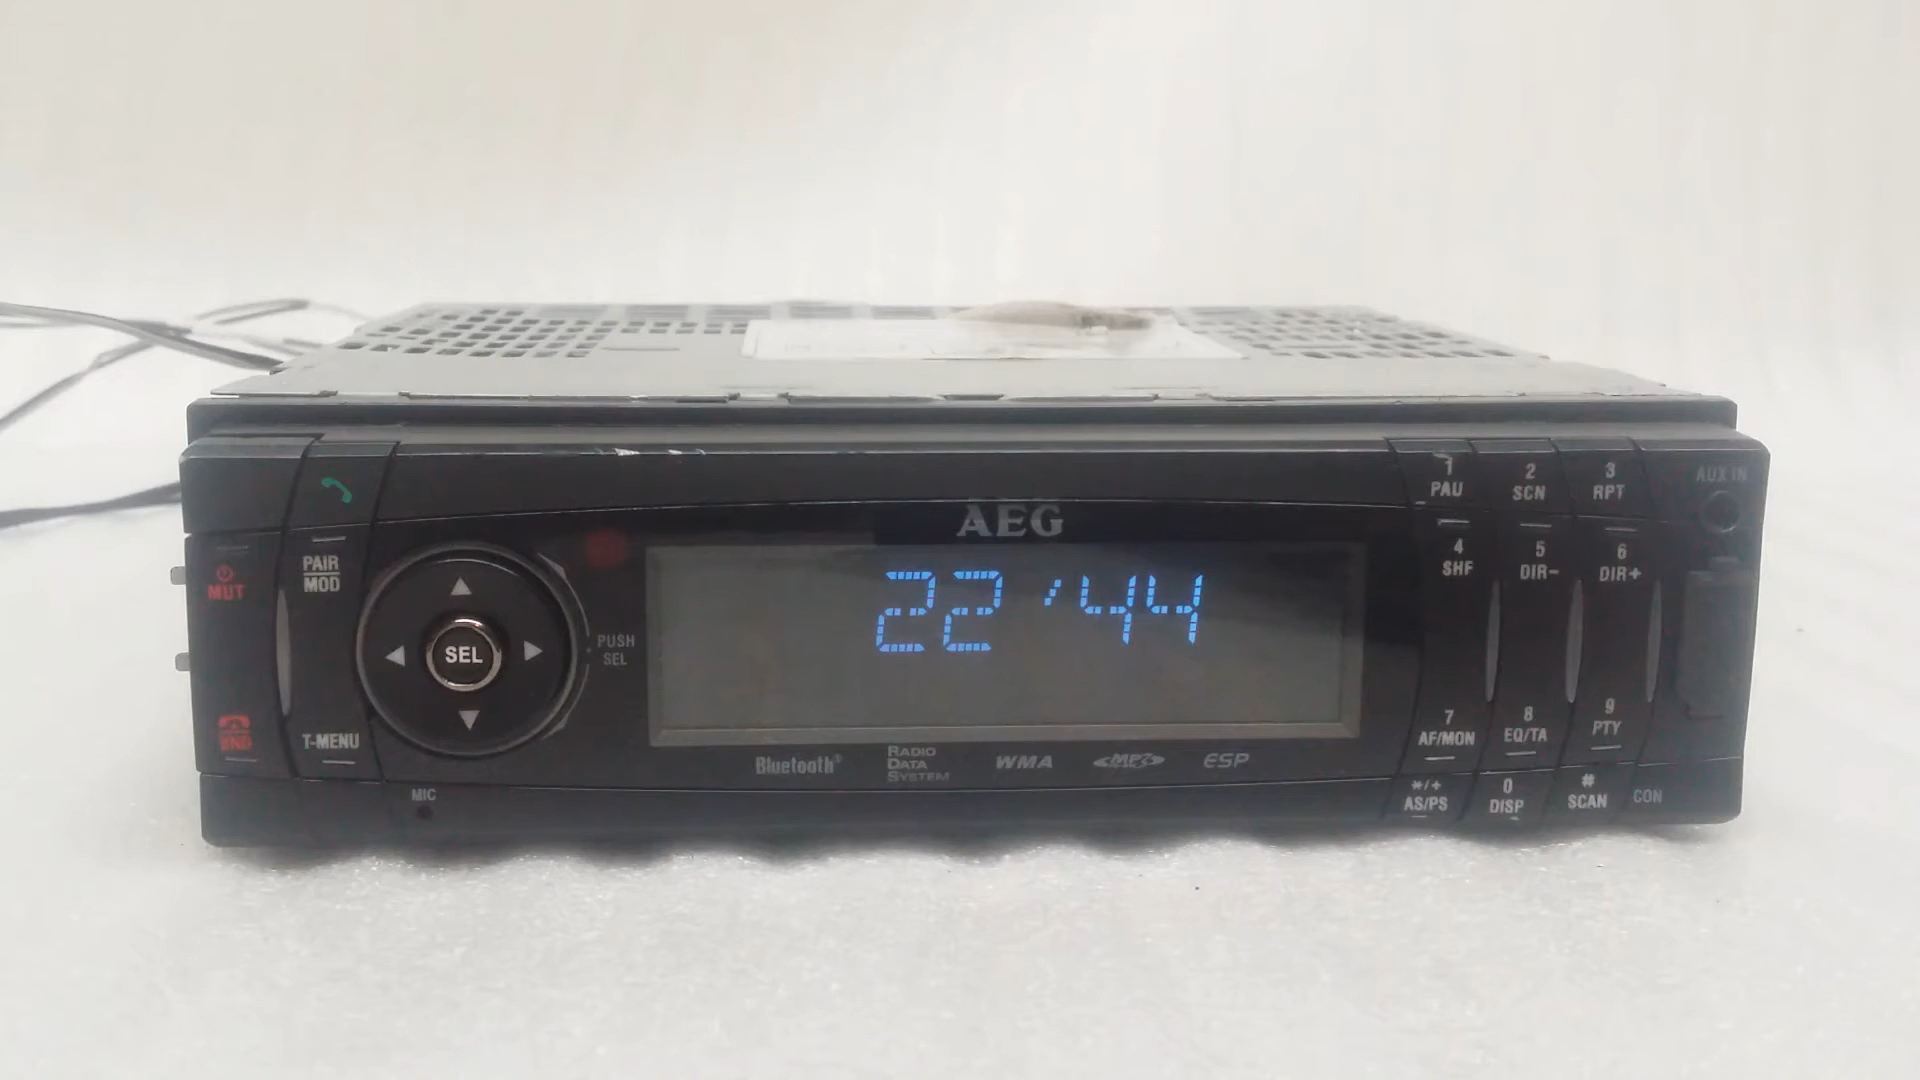 AEG
22 ' 44
MUT
END
PAIR
MOD
T-MENU
SEL
PUSH
SEL
MIC
Bluetooth®
RADIO
DATA
SYSTEM
WMA
MP3
ESP
1
PAU
2
SCN
3
RPT
4
SHF
5
DIR-
6
DIR+
7
AF/MON
8
EQ/TA
9
PTY
*/+
AS/PS
0
DISP
#
SCAN
CON
AUX IN